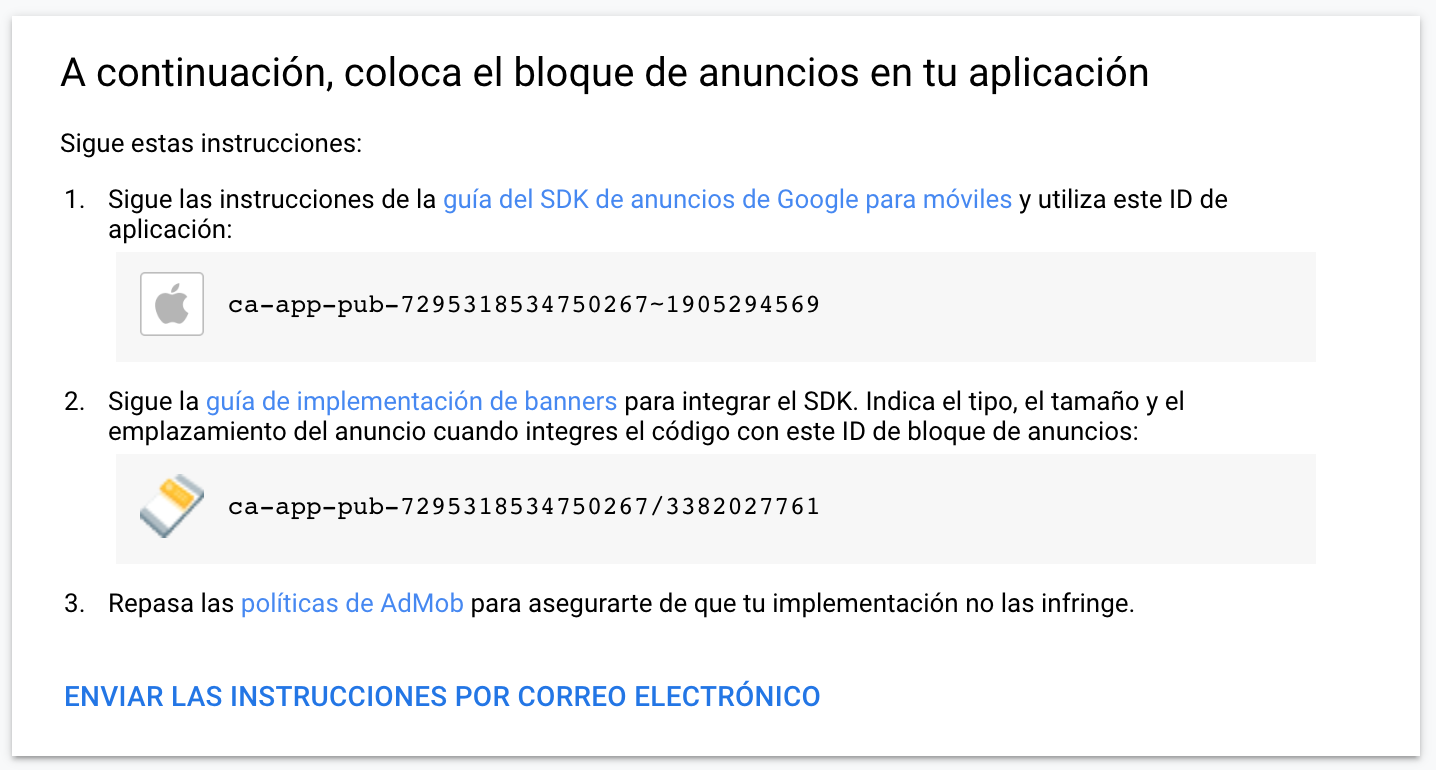 A continuación, coloca el bloque de anuncios en tu aplicación
Sigue estas instrucciones:
1. Sigue las instrucciones de la guía del SDK de anuncios de Google para móviles y utiliza este ID de
aplicación:
ca-app-pub-7295318534750267~1905294569
2. Sigue la guía de implementación de banners para integrar el SDK. Indica el tipo, el tamaño y el
emplazamiento del anuncio cuando integres el código con este ID de bloque de anuncios:
ca-app-pub-7295318534750267/3382027761
3. Repasa las políticas de AdMob para asegurarte de que tu implementación no las infringe.
ENVIAR LAS INSTRUCCIONES POR CORREO ELECTRÓNICO